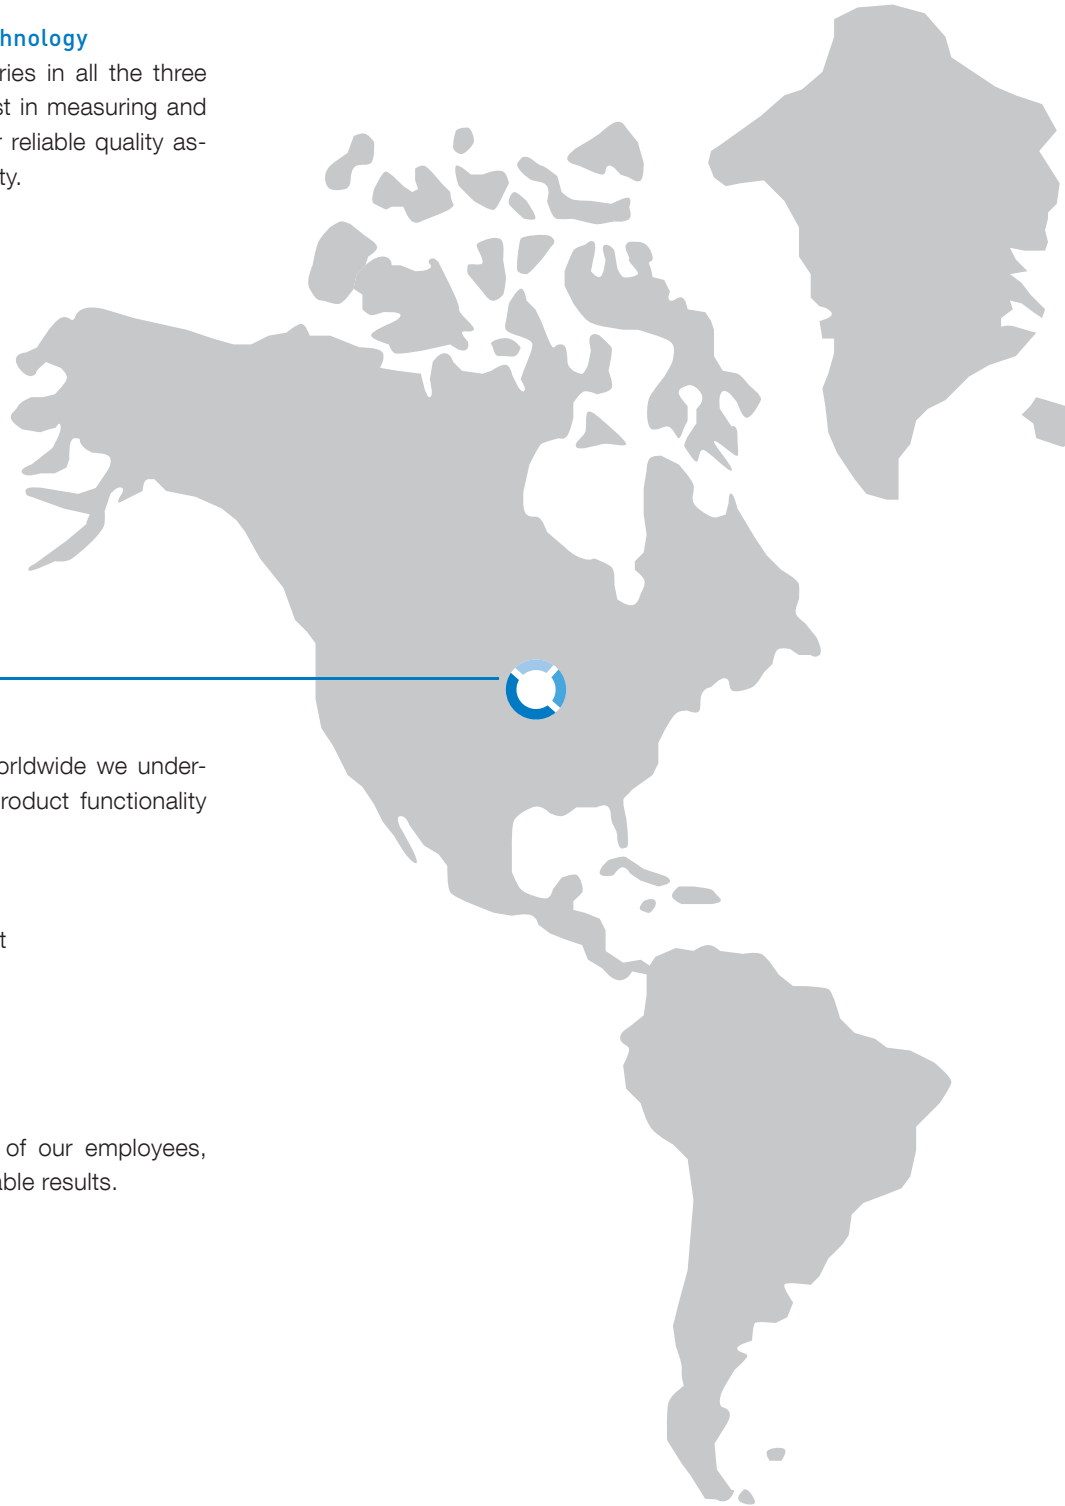 hnology
ries in all the three
st in measuring and
r reliable quality as-
ty.
orldwide we under-
roduct functionality
t
of our employees,
able results.